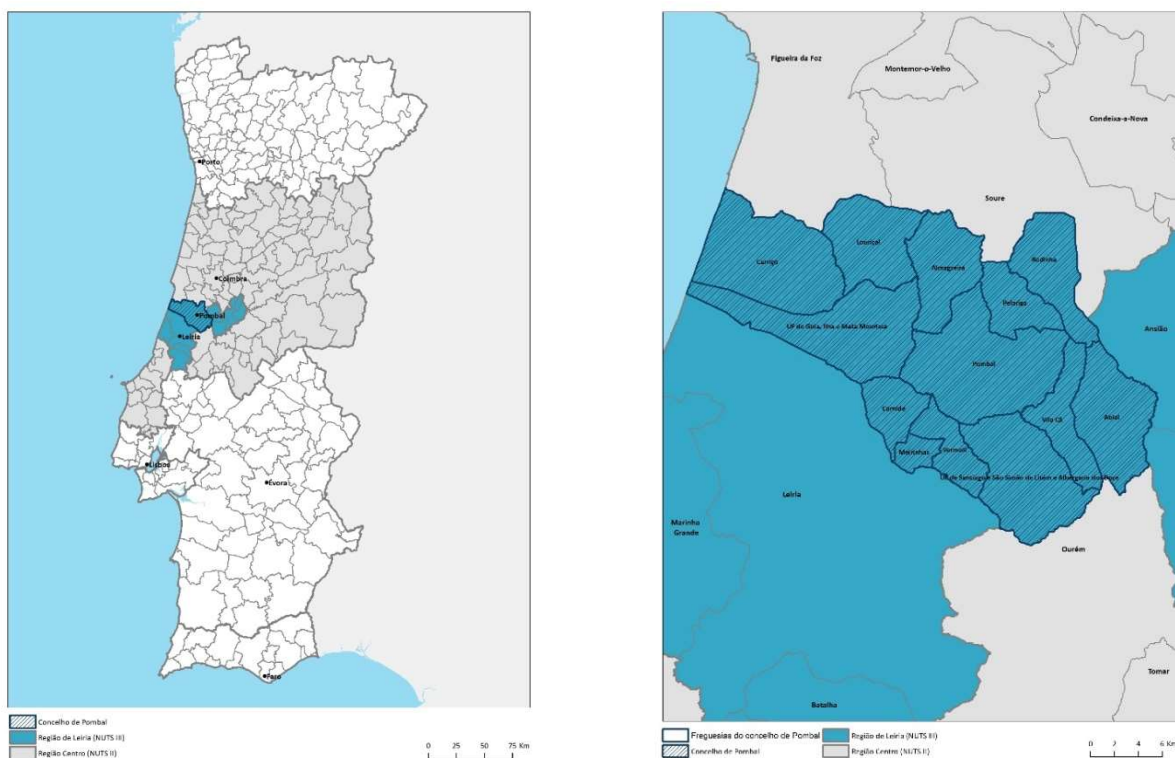 Porto
Coimbra
Pombal
Leiria
Lisboa
Évora
Faro
Concelho de Pombal
Região de Leiria (NUTS III)
Região Centro (NUTS II)
0 25 50 75 Km
Figueira da Foz
Montemor-o-Velho
Condeixa-a-Nova
Soure
Louriçal
Redinha
Carriço
Almagreira
Pelariga
Ansião
UF de Guia, Ilha e Mata Mourisca
Pombal
Carnide
Vila Cã
Abiul
Meirinhas
Vermoil
UF de Santiago e São Simão de Litém e Albergaria dos Doze
Leiria
Marinha
Grande
Ourém
Tomar
Batalha
Freguesias do concelho de Pombal
Concelho de Pombal
Região de Leiria (NUTS III)
Região Centro (NUTS II)
0 2 4 6 Km